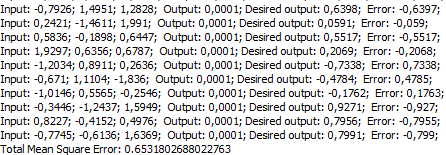 Input: -0,7926; 1,4951; 1,2828; Output: 0,0001; Desired output: 0,6398; Error: -0,6397;
Input: 0,2421; -1,4611; 1,991; Output: 0,0001; Desired output: 0,0591; Error: -0,059;
Input: 0,5836; -0,1898; 0,6447; Output: 0,0001; Desired output: 0,5517; Error: -0,5517;
Input: 1,9297; 0,6356; 0,6787; Output: 0,0001; Desired output: 0,2069; Error: -0,2068;
Input: -1,2034; 0,8911; 0,2636; Output: 0,0001; Desired output: -0,7338; Error: 0,7338;
Input: -0,671; 1,1104; -1,836; Output: 0,0001; Desired output: -0,4784; Error: 0,4785;
Input: -1,0146; 0,5565; -0,2546; Output: 0,0001; Desired output: -0,1762; Error: 0,1763;
Input: -0,3446; -1,2437; 1,5949; Output: 0,0001; Desired output: 0,9271; Error: -0,927;
Input: 0,8227; -0,4152; 0,4976; Output: 0,0001; Desired output: 0,7956; Error: -0,7955;
Input: -0,7745; -0,6136; 1,6369; Output: 0,0001; Desired output: 0,7991; Error: -0,799;
Total Mean Square Error: 0.6531802688022763